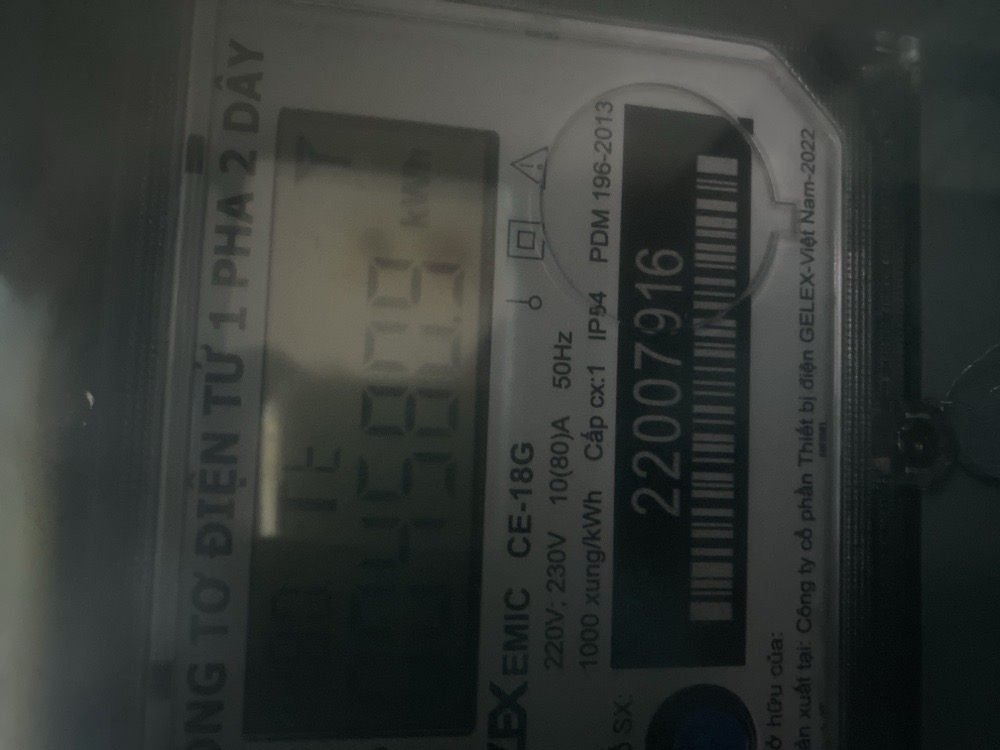 TƠ ĐIỆN TỬ 1 PHA 2 DÂY
kWh
EMIC CE-18G
220V; 230V 10(80)A 50Hz
1000 xung/kWh Cấp cx:1 IP54 PDM 196-2013
22007916
SX:
hữu của:
xuất tại: Công ty cổ phần Thiết bị điện GELEX-Việt Nam-2022